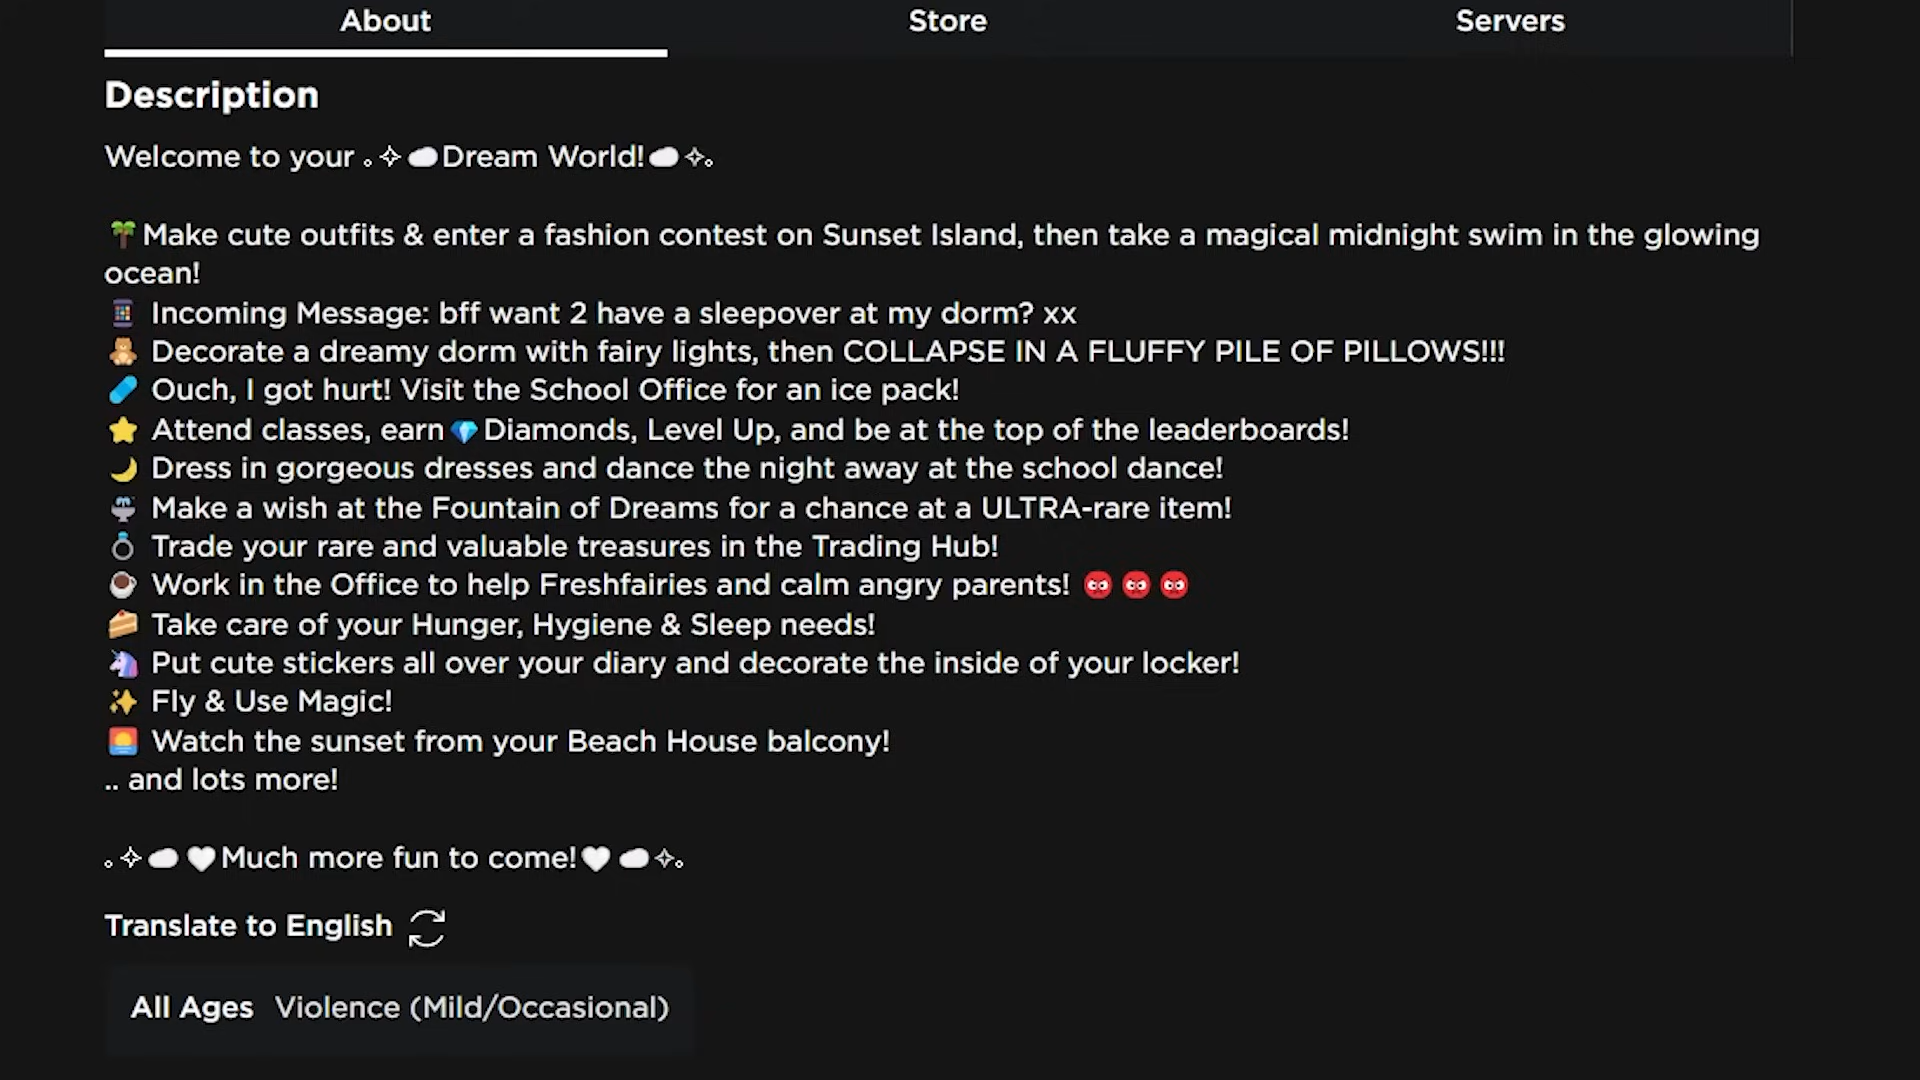 About Store Servers
Description
Welcome to your 。✧☁️Dream World!☁️✧。
🌴Make cute outfits & enter a fashion contest on Sunset Island, then take a magical midnight swim in the glowing
ocean!
📱 Incoming Message: bff want 2 have a sleepover at my dorm? xx
🧸 Decorate a dreamy dorm with fairy lights, then COLLAPSE IN A FLUFFY PILE OF PILLOWS!!!
🩹 Ouch, I got hurt! Visit the School Office for an ice pack!
⭐ Attend classes, earn💎Diamonds, Level Up, and be at the top of the leaderboards!
🌙 Dress in gorgeous dresses and dance the night away at the school dance!
⛲ Make a wish at the Fountain of Dreams for a chance at a ULTRA-rare item!
💍 Trade your rare and valuable treasures in the Trading Hub!
☕ Work in the Office to help Freshfairies and calm angry parents! 👹 👹 👹
🍰 Take care of your Hunger, Hygiene & Sleep needs!
🦄 Put cute stickers all over your diary and decorate the inside of your locker!
✨ Fly & Use Magic!
🌅 Watch the sunset from your Beach House balcony!
.. and lots more!
。✧☁️🤍Much more fun to come!🤍☁️✧。
Translate to English
All Ages Violence (Mild/Occasional)